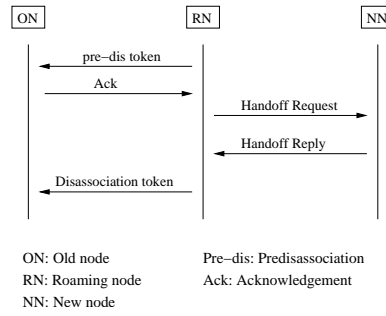 ON RN NN
pre−dis token
Ack
Handoff Request
Handoff Reply
Disassociation token
ON: Old node Pre−dis: Predisassociation
RN: Roaming node Ack: Acknowledgement
NN: New node